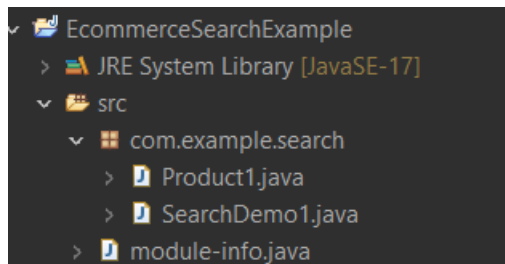 EcommerceSearchExample
JRE System Library [JavaSE-17]
src
com.example.search
Product1.java
SearchDemo1.java
module-info.java